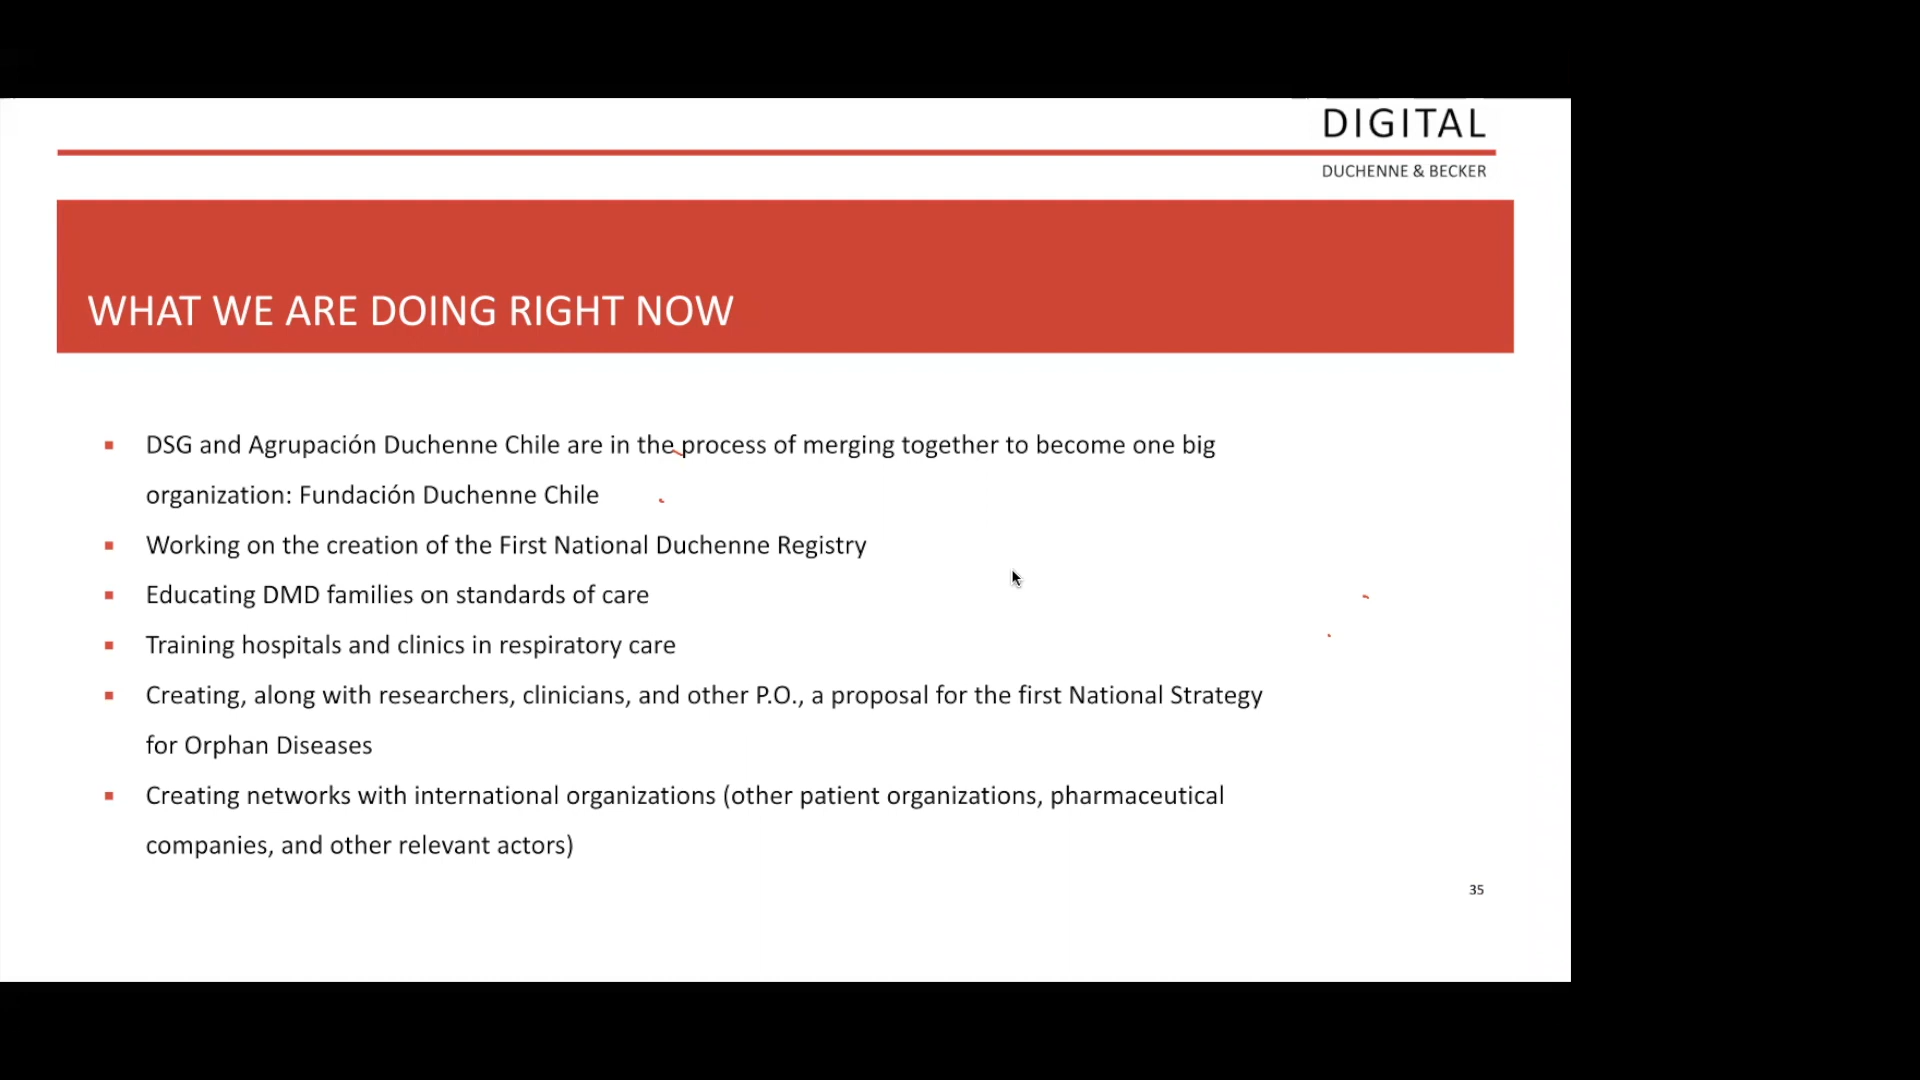 DIGITAL
DUCHENNE & BECKER
WHAT WE ARE DOING RIGHT NOW
▪ DSG and Agrupación Duchenne Chile are in the process of merging together to become one big
organization: Fundación Duchenne Chile
▪ Working on the creation of the First National Duchenne Registry
▪ Educating DMD families on standards of care
▪ Training hospitals and clinics in respiratory care
▪ Creating, along with researchers, clinicians, and other P.O., a proposal for the first National Strategy
for Orphan Diseases
▪ Creating networks with international organizations (other patient organizations, pharmaceutical
companies, and other relevant actors)
35